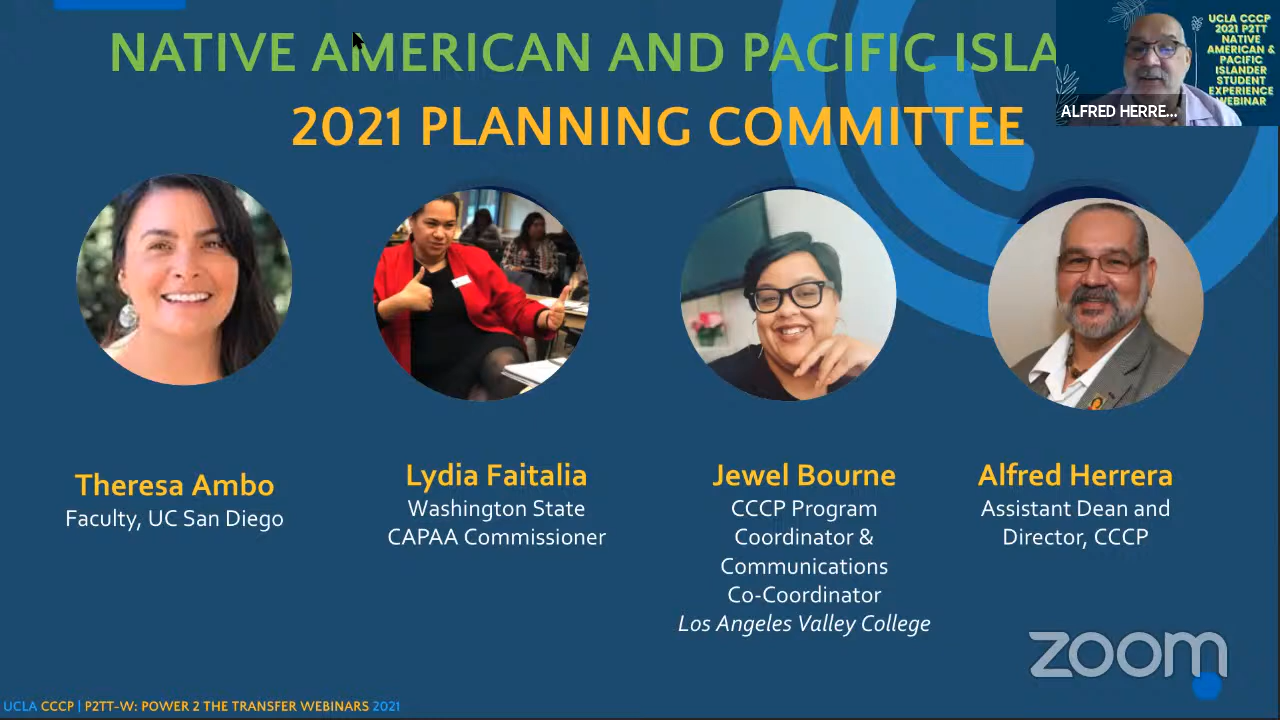 NATIVE AMERICAN AND PACIFIC ISLA
2021 PLANNING COMMITTEE
UCLA CCCP
2021 P2TT
NATIVE
AMERICAN &
PACIFIC
ISLANDER
STUDENT
EXPERIENCE
WEBINAR
ALFRED HERRE...
Theresa Ambo
Faculty, UC San Diego
Lydia Faitalia
Washington State
CAPAA Commissioner
Jewel Bourne
CCCP Program
Coordinator &
Communications
Co-Coordinator
Los Angeles Valley College
Alfred Herrera
Assistant Dean and
Director, CCCP
zoom
UCLA CCCP | P2TT-W: POWER 2 THE TRANSFER WEBINARS 2021